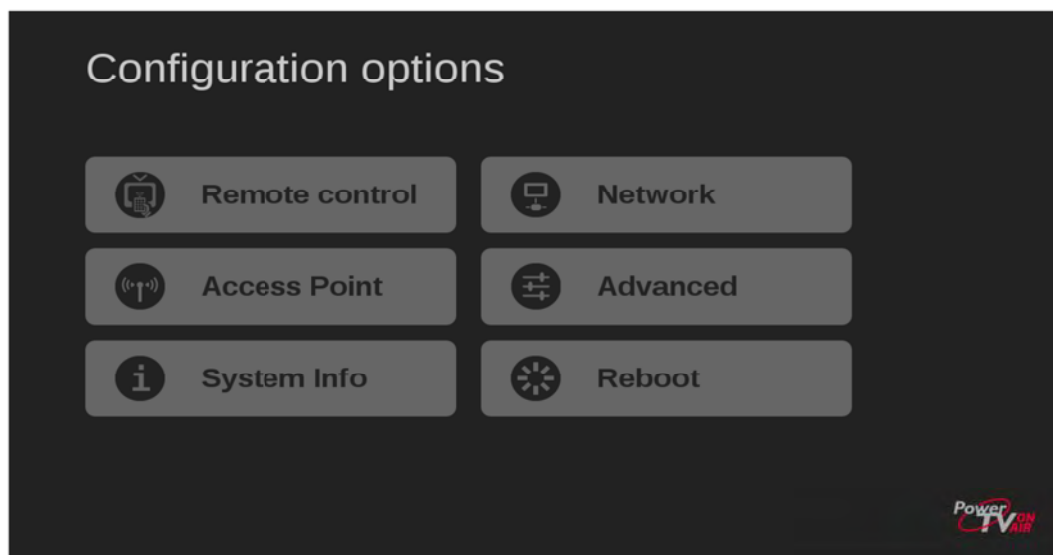 Configuration options
Remote control
Network
Access Point
Advanced
System Info
Reboot
Power
TV ON
AIR